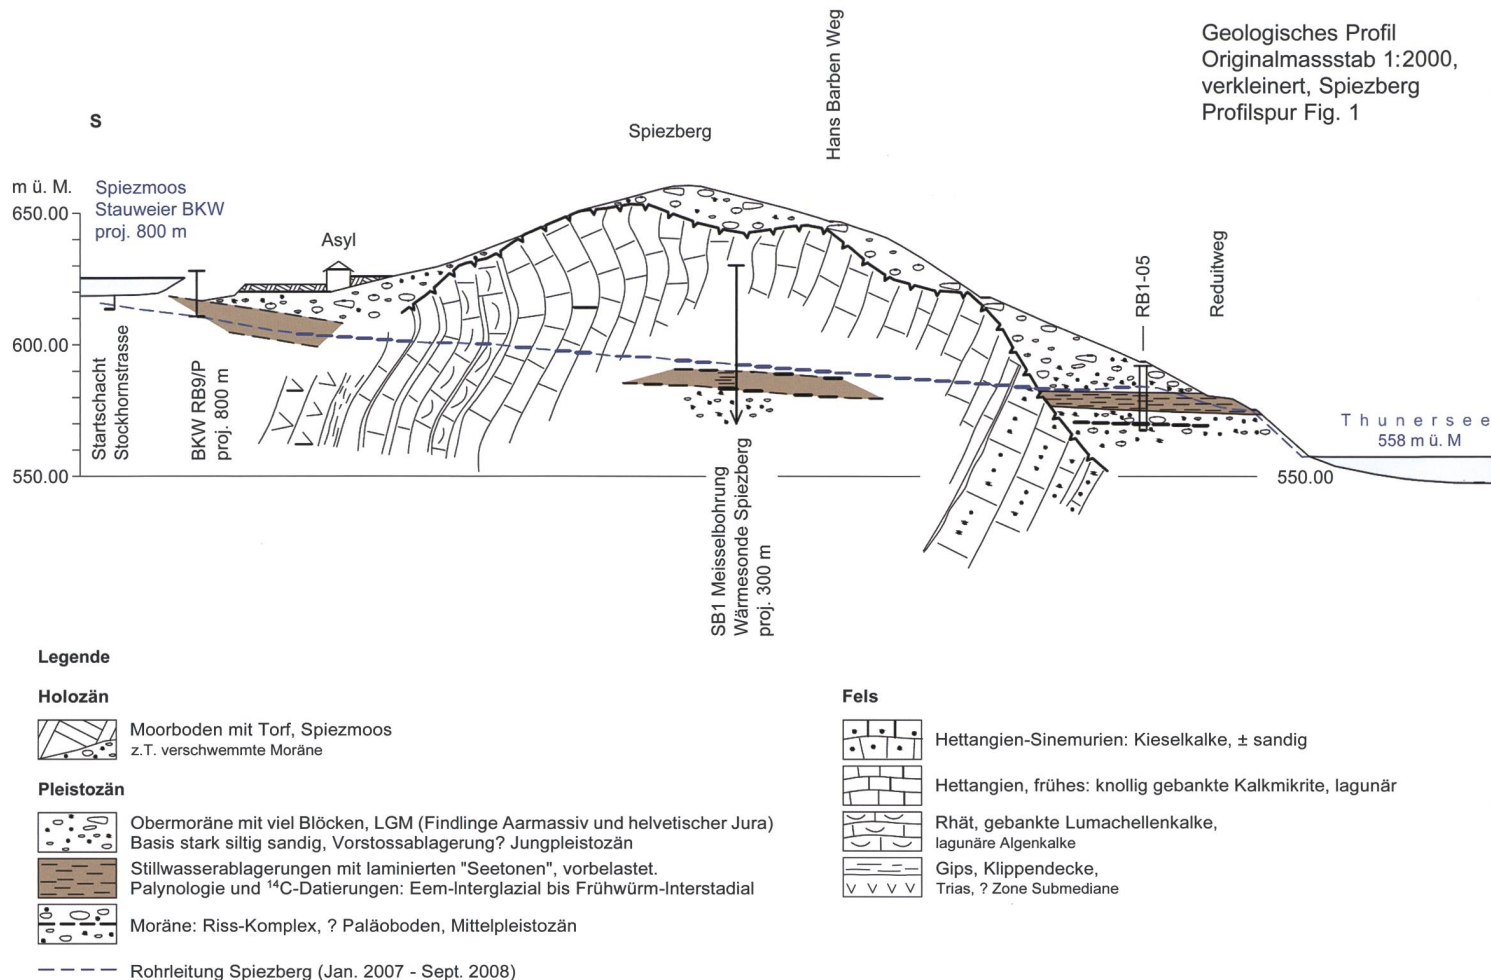 Geologisches Profil
Originalmassstab 1:2000,
verkleinert, Spiezberg
Profilspur Fig. 1
S
Spiezberg
Hans Barben Weg
m ü. M.
650.00
600.00
550.00
Spiezmoos
Stauweier BKW
proj. 800 m
Asyl
RB1-05
Reduitweg
Startschacht
Stockhornstrasse
BKW RB9/P
proj. 800 m
SB1 Meisselbohrung
Wärmesonde Spiezberg
proj. 300 m
Thunersee
558 m ü. M
550.00
Legende
Holozän
Moorboden mit Torf, Spiezmoos
z.T. verschwemmte Moräne
Pleistozän
Obermoräne mit viel Blöcken, LGM (Findlinge Aarmassiv und helvetischer Jura)
Basis stark siltig sandig, Vorstossablagerung? Jungpleistozän
Stillwasserablagerungen mit laminierten "Seetonen", vorbelastet.
Palynologie und ¹⁴C-Datierungen: Eem-Interglazial bis Frühwürm-Interstadial
Moräne: Riss-Komplex, ? Paläoboden, Mittelpleistozän
Rohrleitung Spiezberg (Jan. 2007 - Sept. 2008)
Fels
Hettangien-Sinemurien: Kieselkalke, ± sandig
Hettangien, frühes: knollig gebankte Kalkmikrite, lagunär
Rhät, gebankte Lumachellenkalke,
lagunäre Algenkalke
Gips, Klippendecke,
Trias, ? Zone Submediane